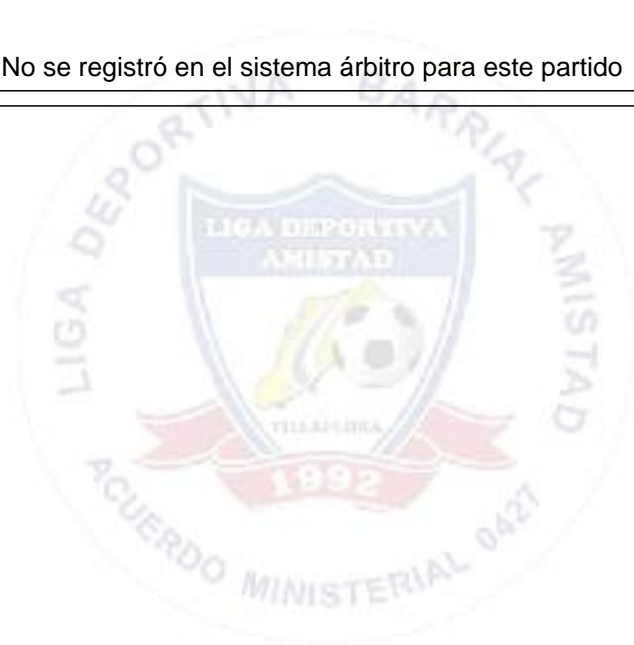 No se registró en el sistema árbitro para este partido
LIGA DEPORTIVA BARRIAL AMISTAD
LIGA DEPORTIVA
AMISTAD
VILLAFLORA
1992
ACUERDO MINISTERIAL 0427